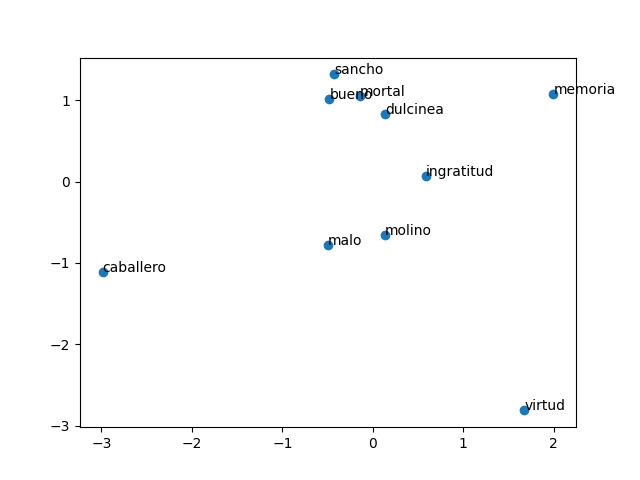 sancho
bueno
mortal
memoria
dulcinea
ingratitud
molino
malo
caballero
virtud
1
0
−1
−2
−3
−3
−2
−1
0
1
2